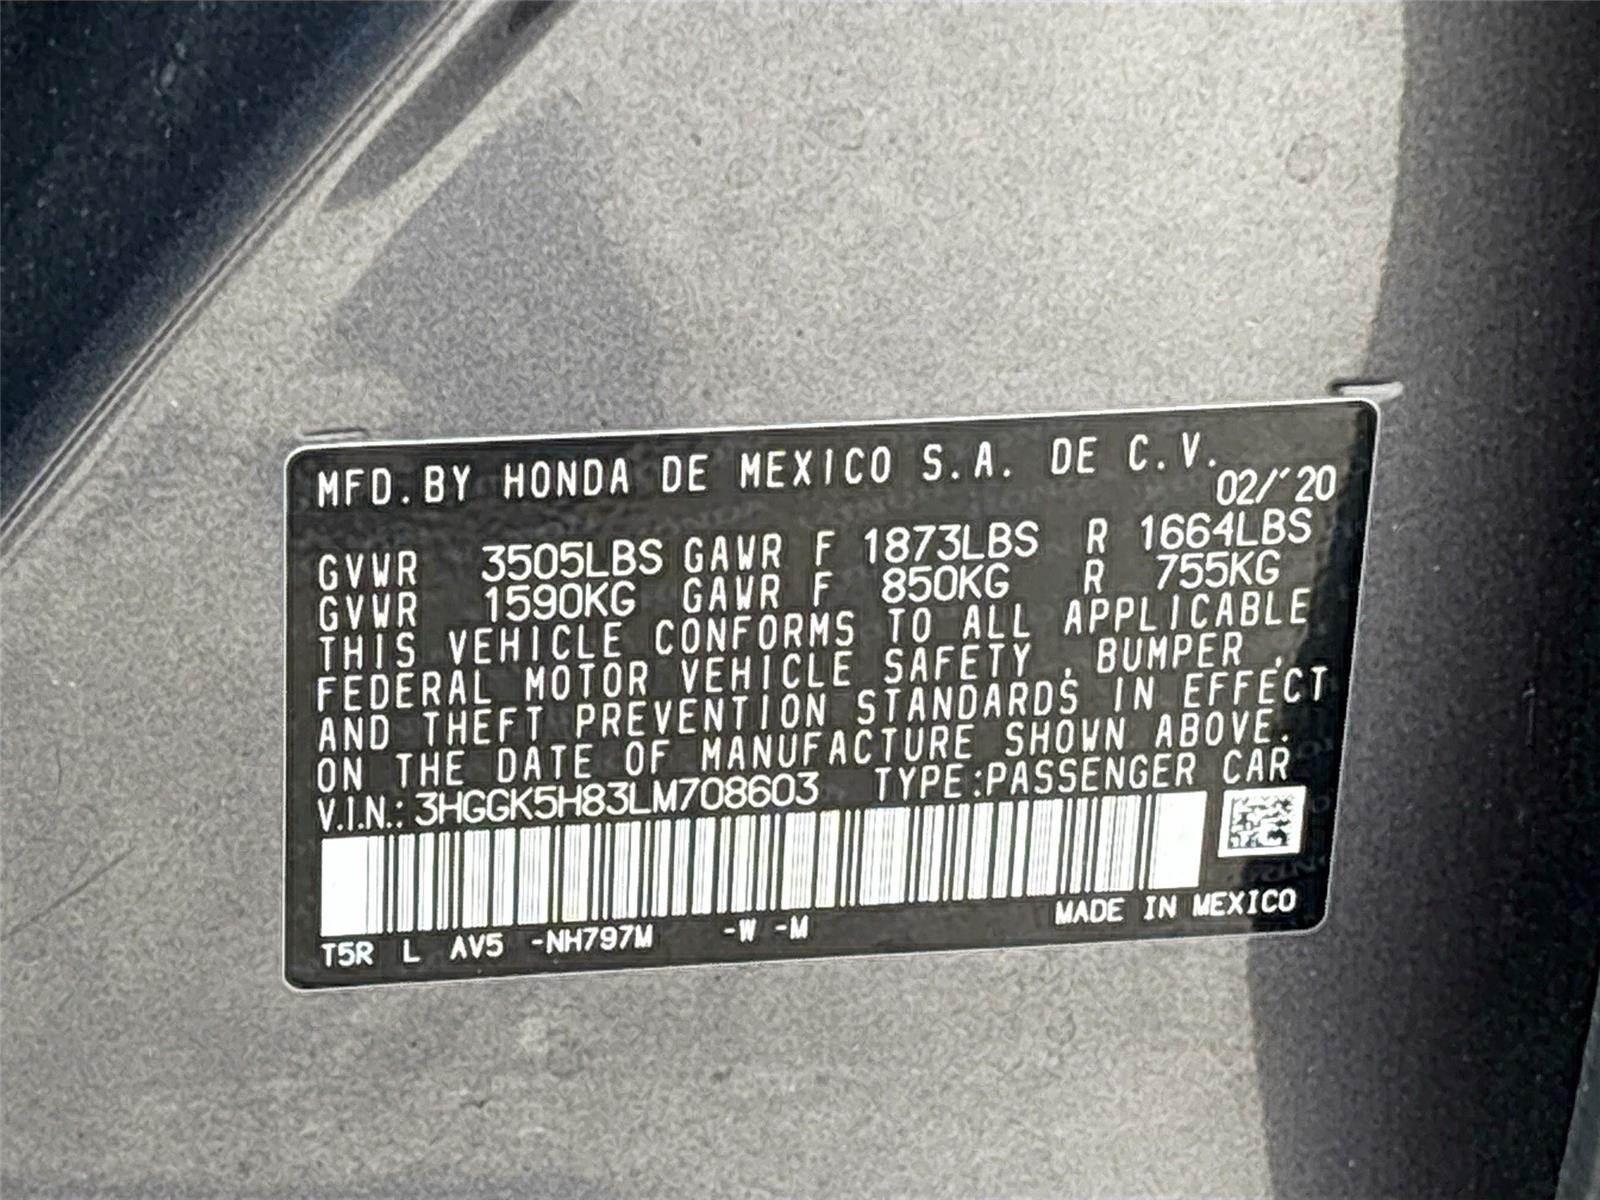 MFD.BY HONDA DE MEXICO S.A. DE C.V.
02/'20
GVWR 3505LBS GAWR F 1873LBS R 1664LBS
GVWR 1590KG GAWR F 850KG R 755KG
THIS VEHICLE CONFORMS TO ALL APPLICABLE
FEDERAL MOTOR VEHICLE SAFETY, BUMPER,
AND THEFT PREVENTION STANDARDS IN EFFECT
ON THE DATE OF MANUFACTURE SHOWN ABOVE.
V.I.N.: 3HGGK5H83LM708603 TYPE:PASSENGER CAR
T5R L AV5 -NH797M -W -M MADE IN MEXICO